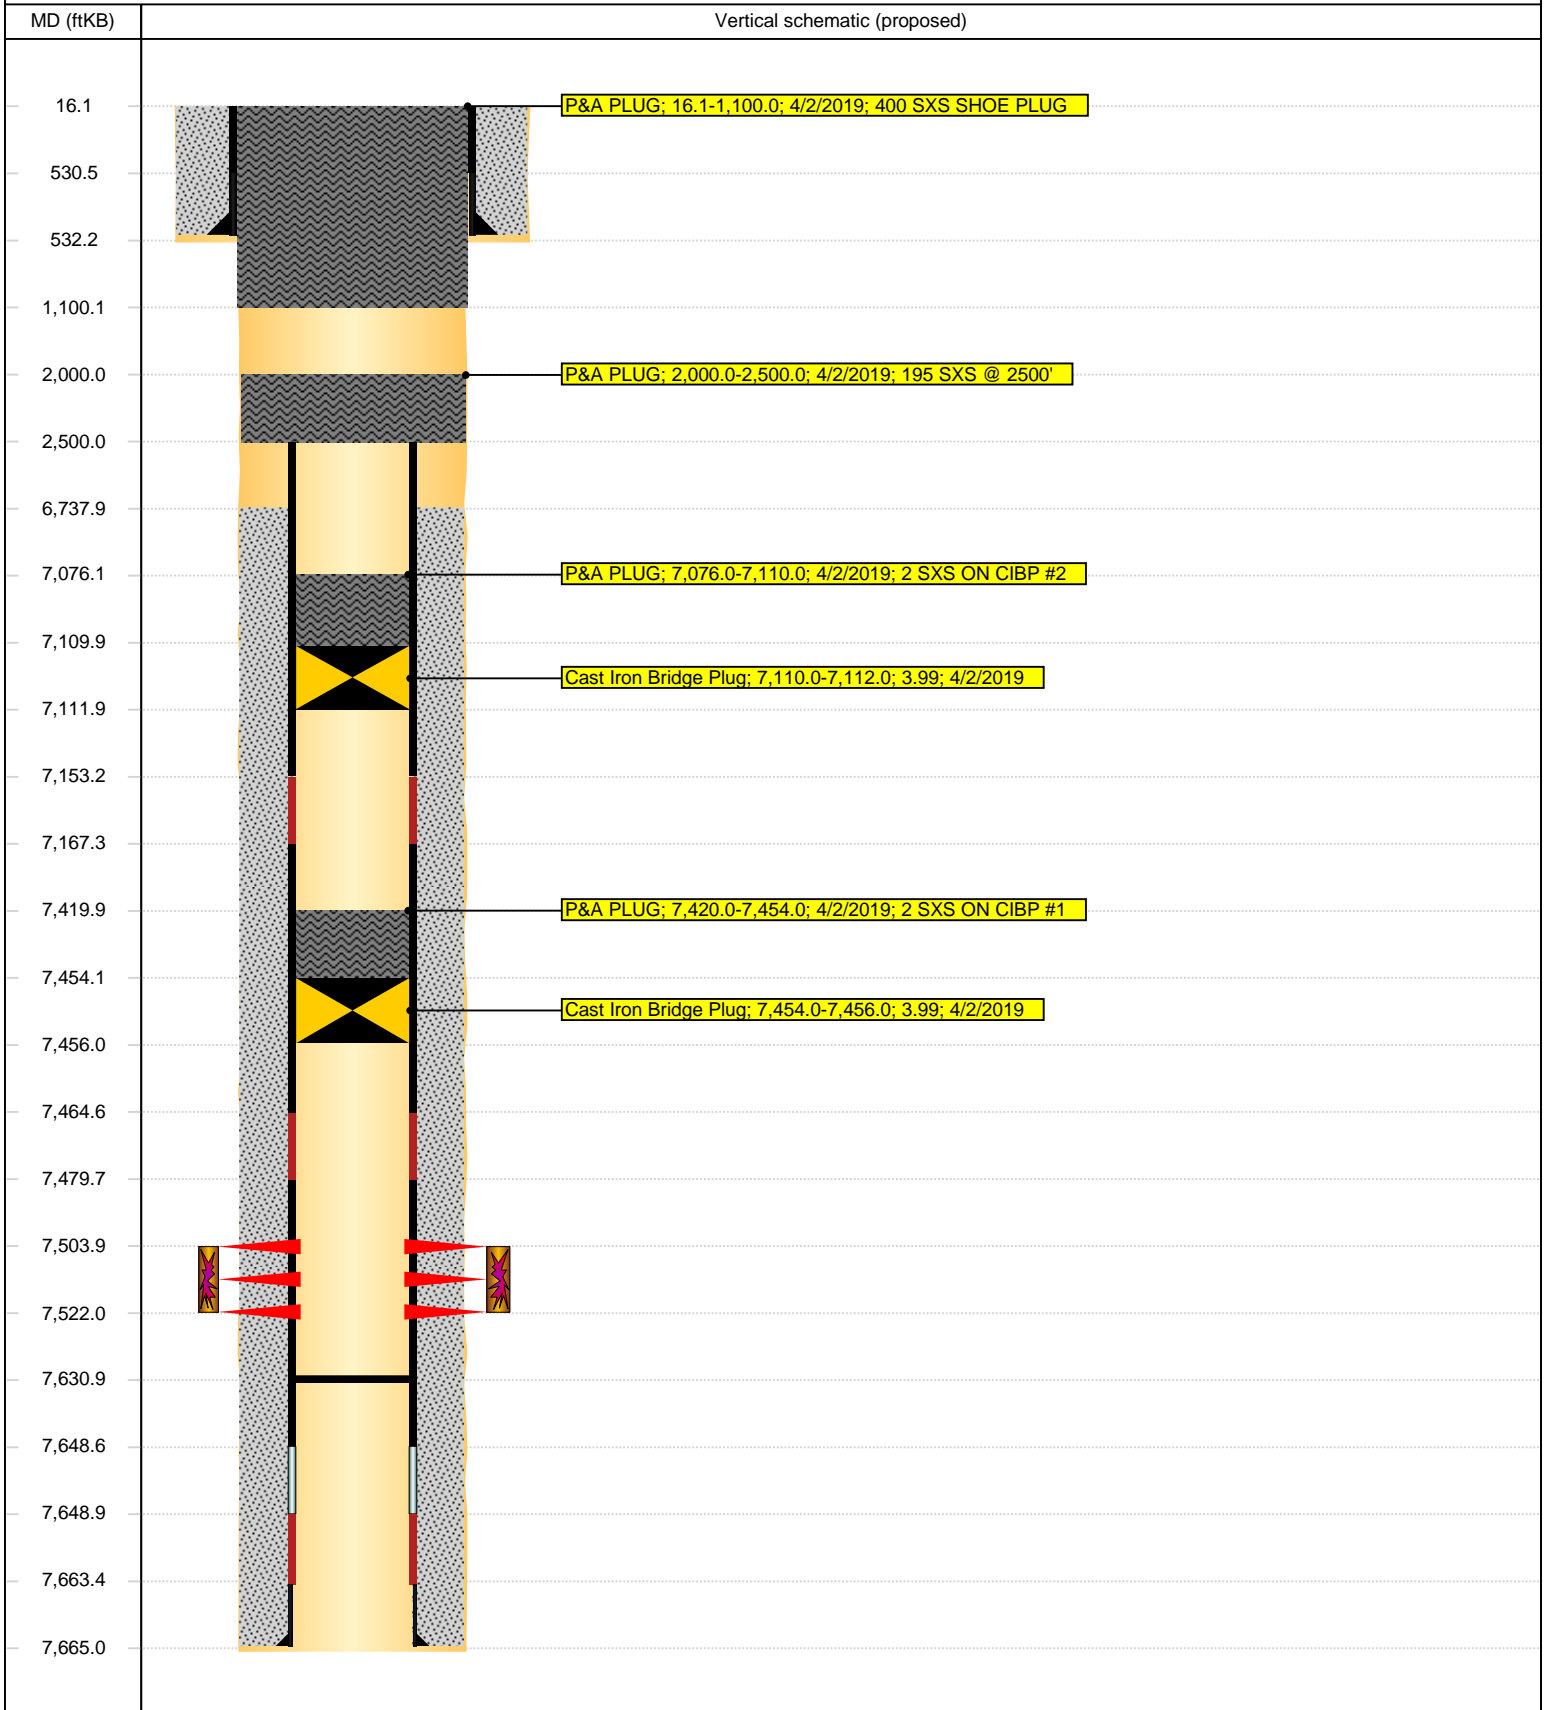 MD (ftKB) Vertical schematic (proposed)
16.1 P&A PLUG; 16.1-1,100.0; 4/2/2019; 400 SXS SHOE PLUG
530.5
532.2
1,100.1
2,000.0 P&A PLUG; 2,000.0-2,500.0; 4/2/2019; 195 SXS @ 2500'
2,500.0
6,737.9
7,076.1 P&A PLUG; 7,076.0-7,110.0; 4/2/2019; 2 SXS ON CIBP #2
7,109.9
Cast Iron Bridge Plug; 7,110.0-7,112.0; 3.99; 4/2/2019
7,111.9
7,153.2
7,167.3
7,419.9 P&A PLUG; 7,420.0-7,454.0; 4/2/2019; 2 SXS ON CIBP #1
7,454.1
Cast Iron Bridge Plug; 7,454.0-7,456.0; 3.99; 4/2/2019
7,456.0
7,464.6
7,479.7
7,503.9
7,522.0
7,630.9
7,648.6
7,648.9
7,663.4
7,665.0